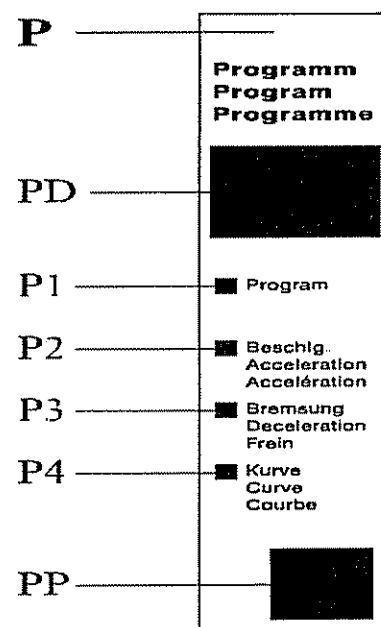 P
Programm
Program
Programme
PD
P1 Program
P2 Beschlg.
Acceleration
Accélération
P3 Bremsung
Deceleration
Frein
P4 Kurve
Curve
Courbe
PP